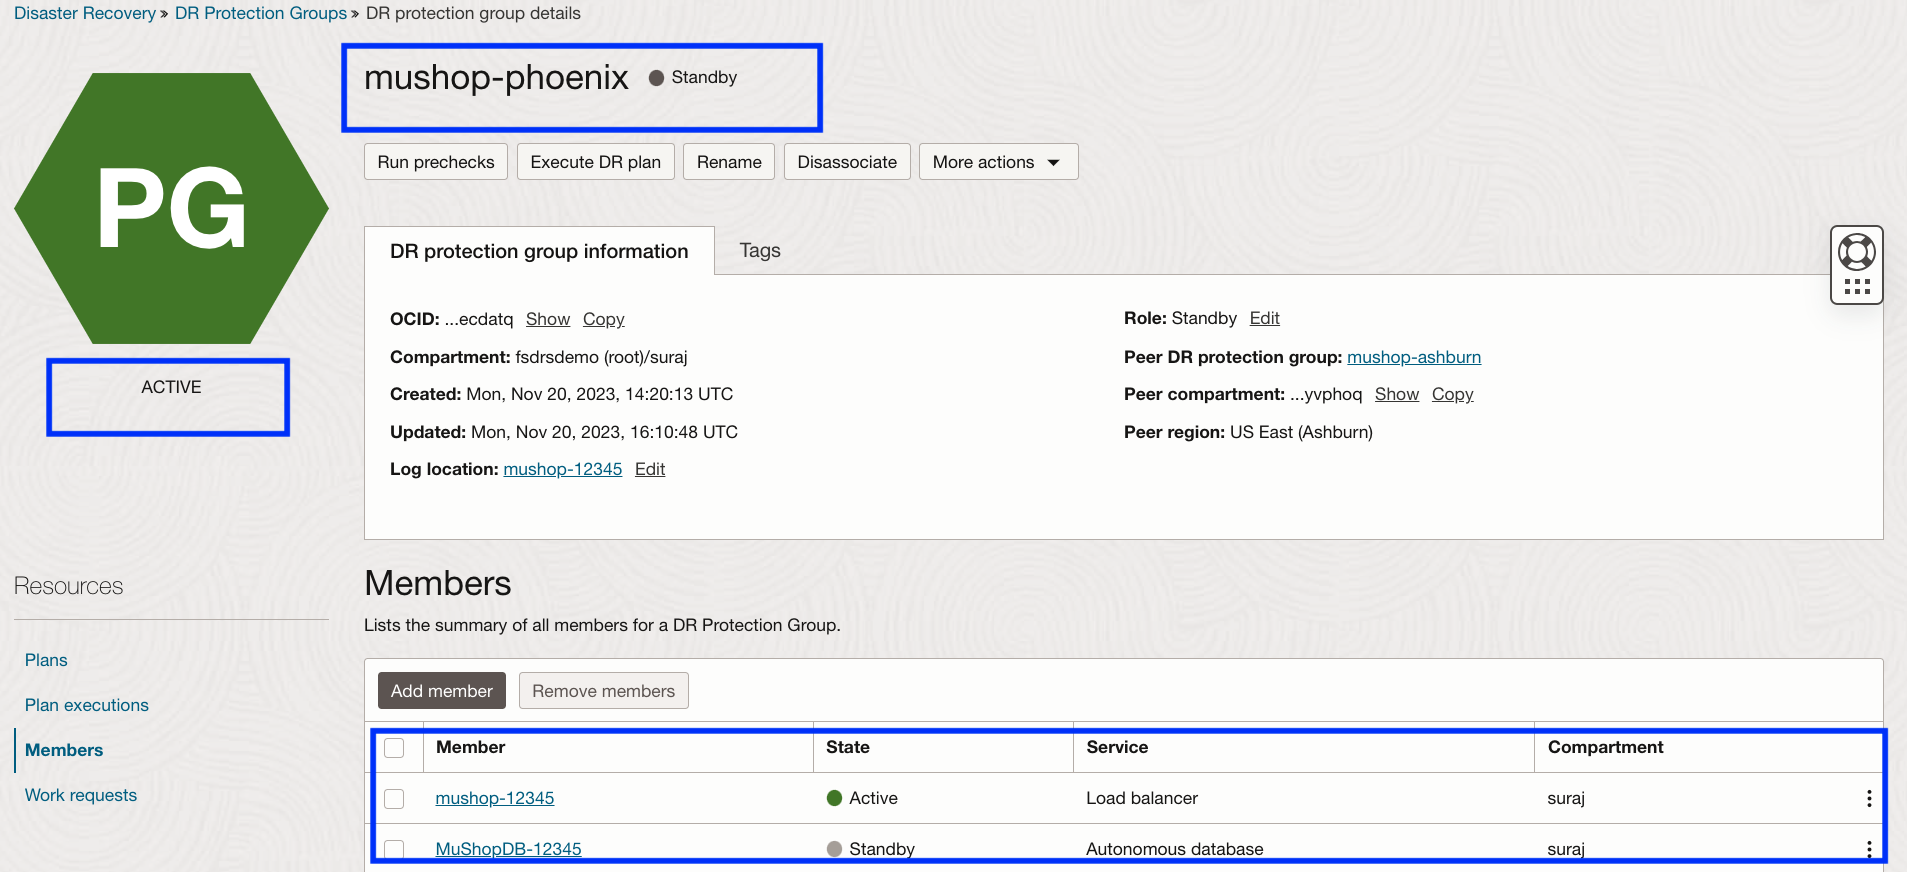 Disaster Recovery » DR Protection Groups » DR protection group details
PG
ACTIVE
mushop-phoenix Standby
Run prechecks Execute DR plan Rename Disassociate More actions
DR protection group information Tags
OCID: ...ecdatq Show Copy
Compartment: fsdrsdemo (root)/suraj
Created: Mon, Nov 20, 2023, 14:20:13 UTC
Updated: Mon, Nov 20, 2023, 16:10:48 UTC
Log location: mushop-12345 Edit
Role: Standby Edit
Peer DR protection group: mushop-ashburn
Peer compartment: ...yvphoq Show Copy
Peer region: US East (Ashburn)
Resources
Plans
Plan executions
Members
Work requests
Members
Lists the summary of all members for a DR Protection Group.
Add member Remove members
Member State Service Compartment
mushop-12345 Active Load balancer suraj
MuShopDB-12345 Standby Autonomous database suraj